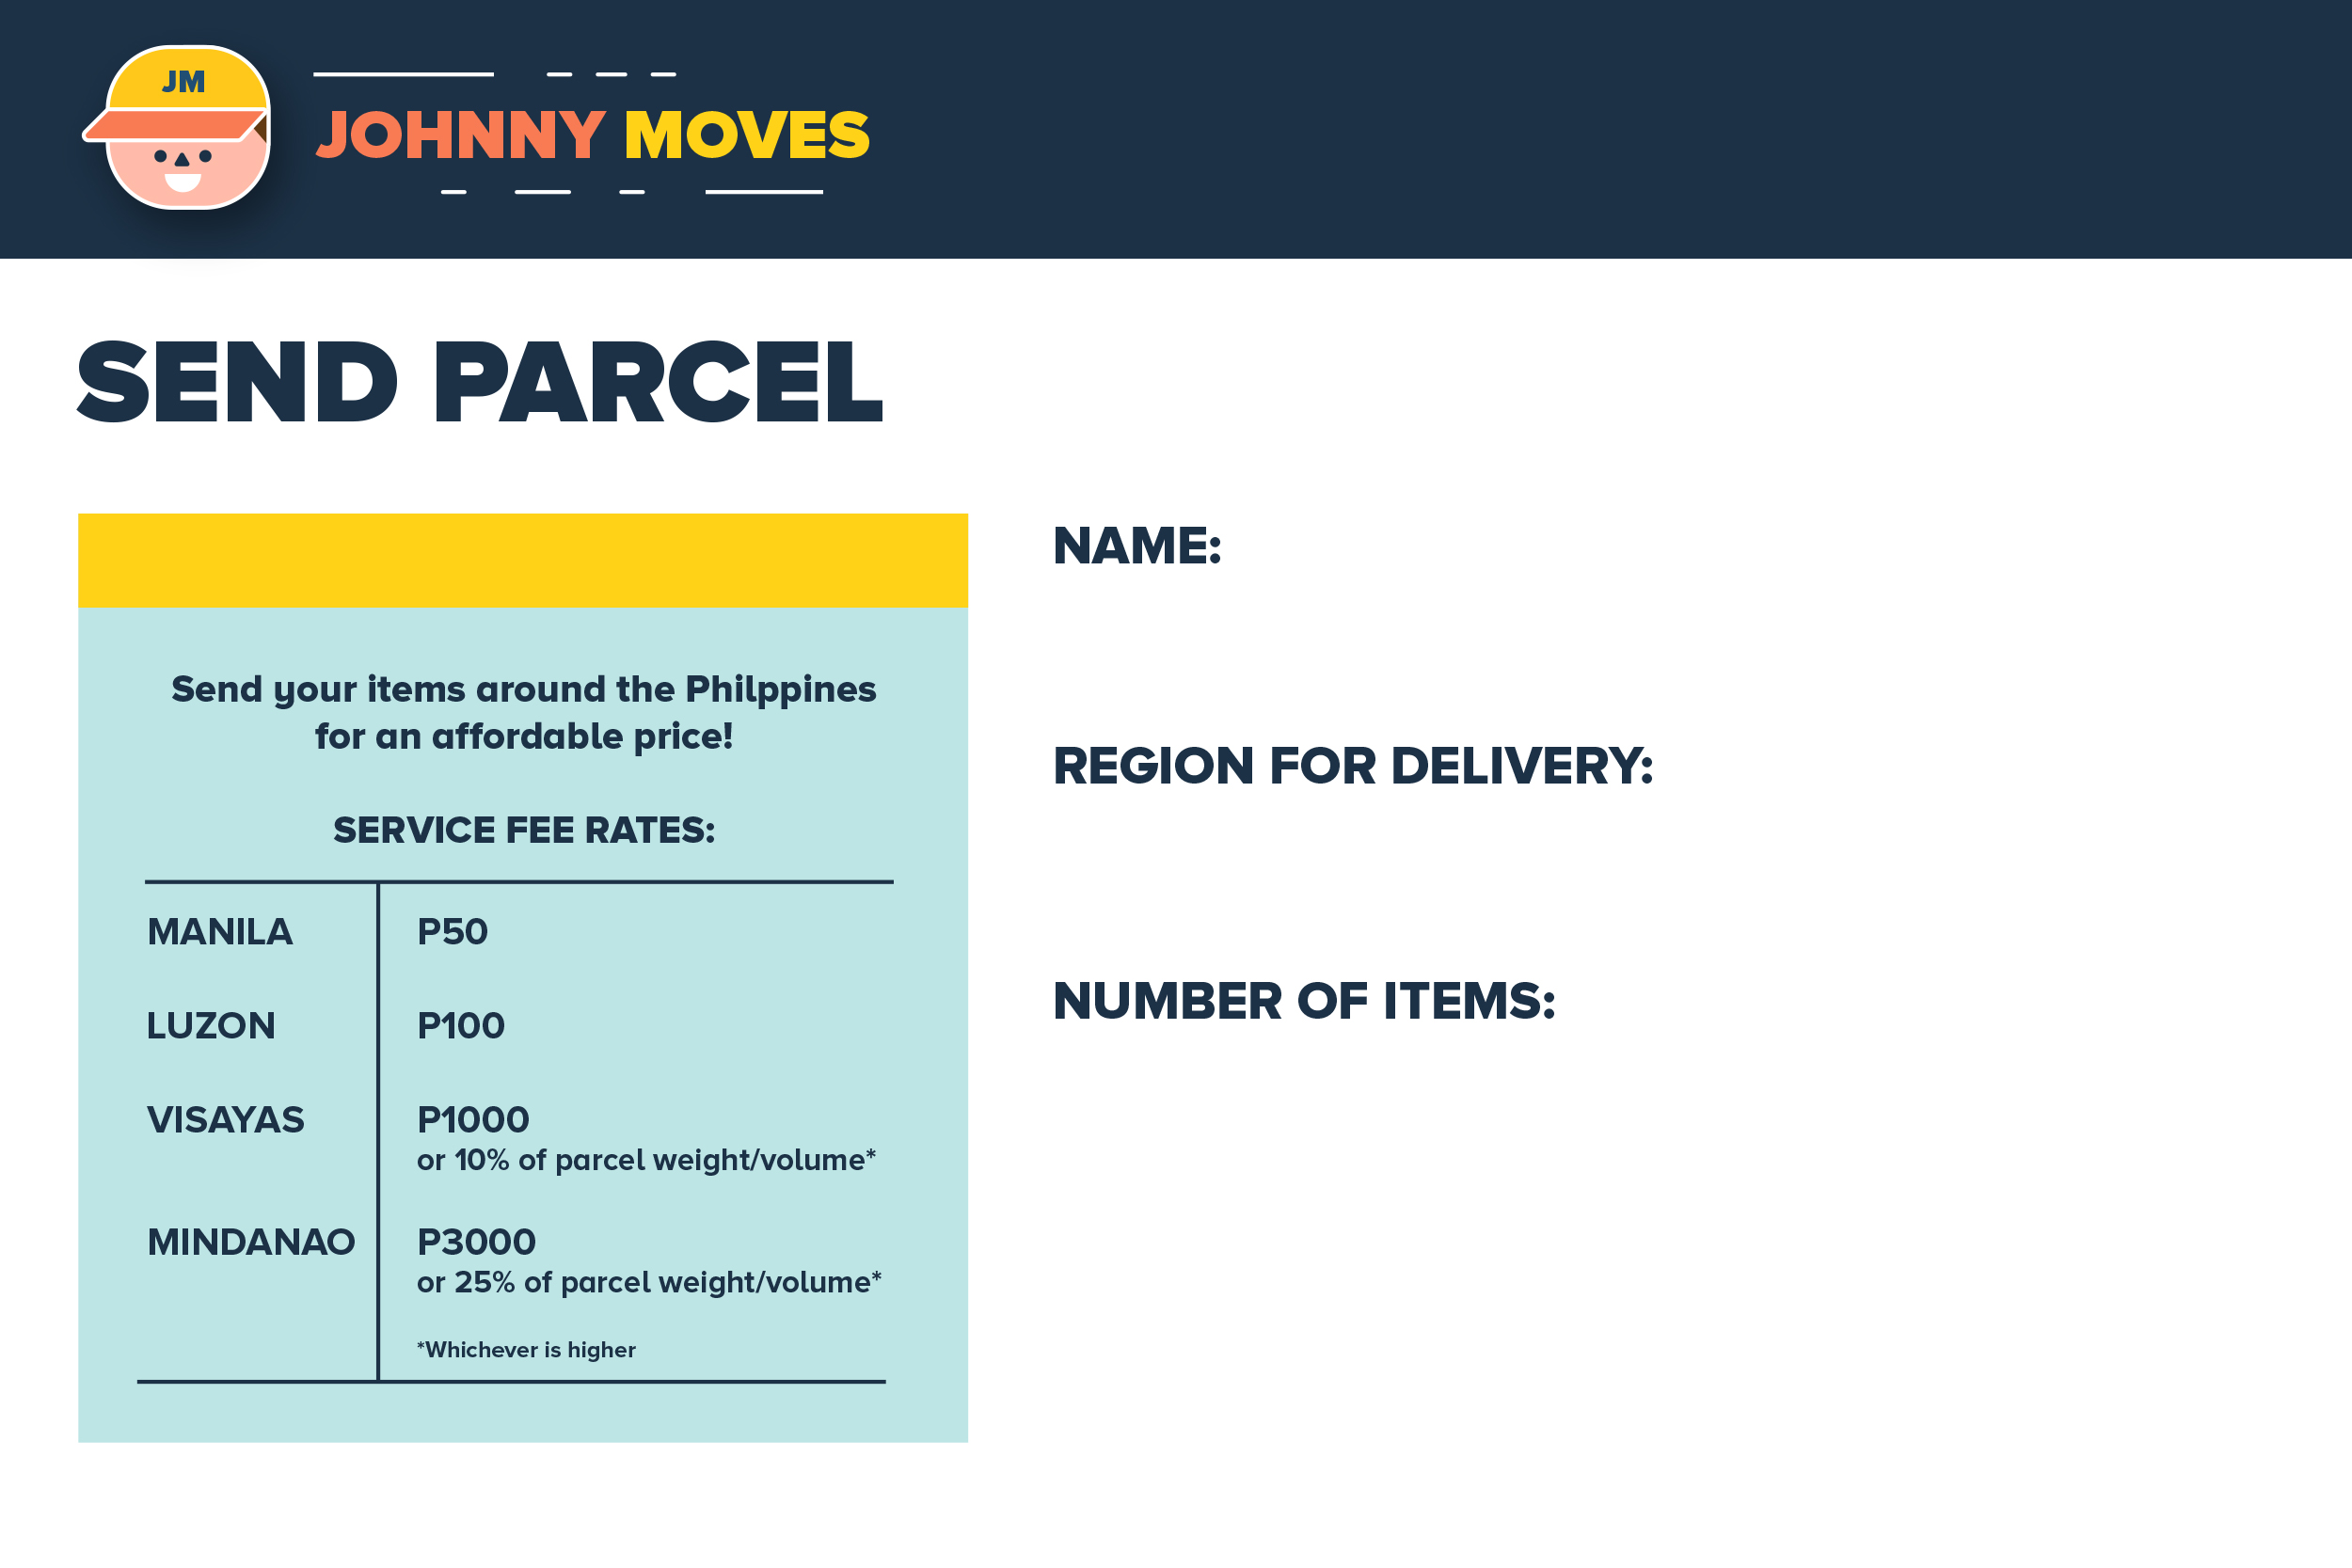 JM
JOHNNY MOVES
SEND PARCEL
Send your items around the Philppines
for an affordable price!
SERVICE FEE RATES:
MANILA P50
LUZON P100
VISAYAS P1000
or 10% of parcel weight/volume*
MINDANAO P3000
or 25% of parcel weight/volume*
*Whichever is higher
NAME:
REGION FOR DELIVERY:
NUMBER OF ITEMS: